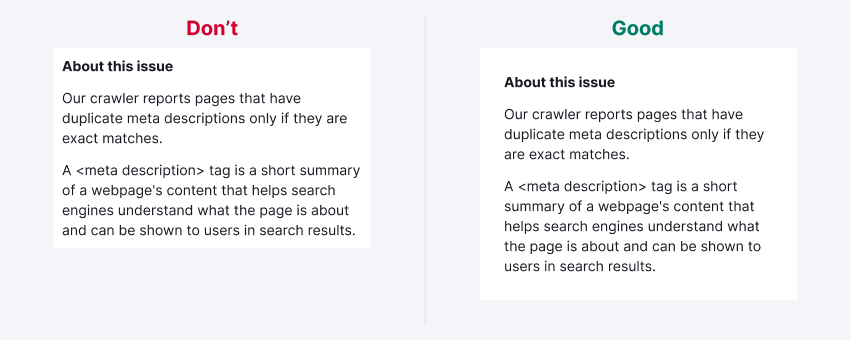 Don't
About this issue
Our crawler reports pages that have
duplicate meta descriptions only if they are
exact matches.
A <meta description> tag is a short summary
of a webpage's content that helps search
engines understand what the page is about
and can be shown to users in search results.
Good
About this issue
Our crawler reports pages that have
duplicate meta descriptions only if they
are exact matches.
A <meta description> tag is a short
summary of a webpage's content that
helps search engines understand what
the page is about and can be shown to
users in search results.